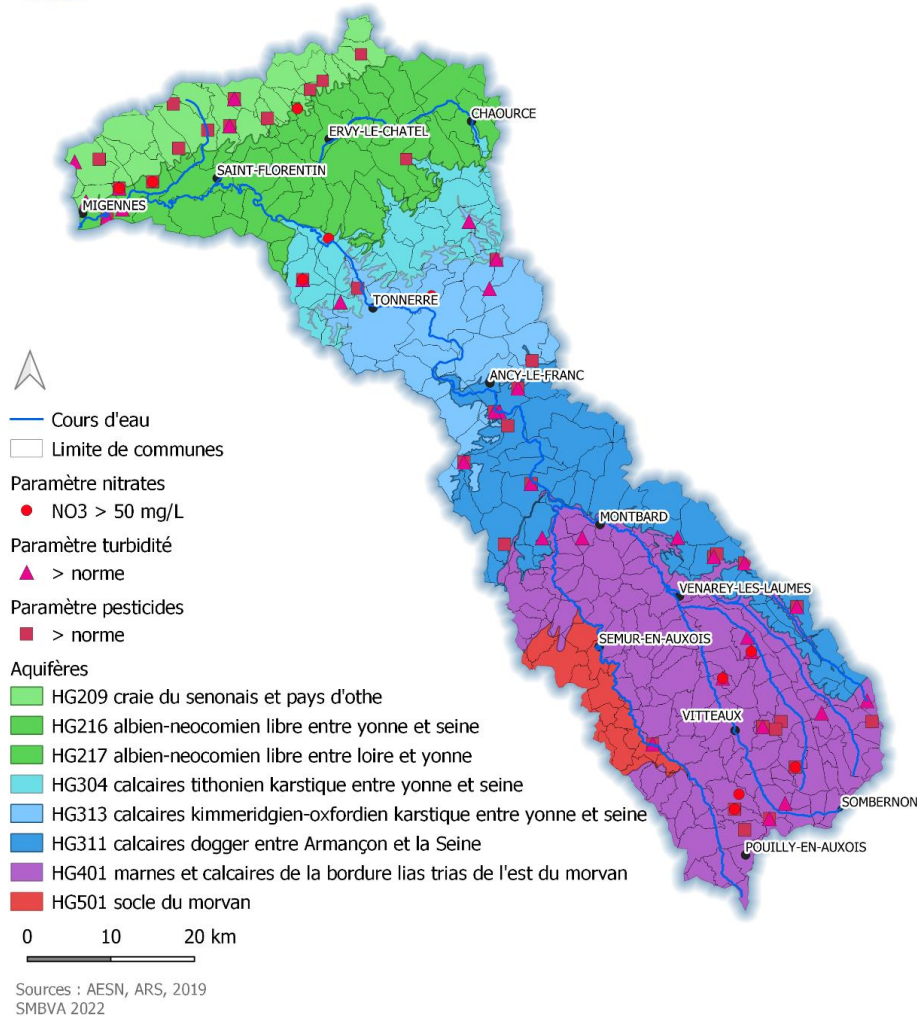 CHAOURCE
ERVY-LE-CHATEL
SAINT-FLORENTIN
MIGENNES
TONNERRE
ANCY-LE-FRANC
MONTBARD
VENAREY-LES-LAUMES
SEMUR-EN-AUXOIS
VITTEAUX
SOMBERNON
POUILLY-EN-AUXOIS
Cours d'eau
Limite de communes
Paramètre nitrates
NO3 > 50 mg/L
Paramètre turbidité
> norme
Paramètre pesticides
> norme
Aquifères
HG209 craie du senonais et pays d'othe
HG216 albien-neocomien libre entre yonne et seine
HG217 albien-neocomien libre entre loire et yonne
HG304 calcaires tithonien karstique entre yonne et seine
HG313 calcaires kimmeridgien-oxfordien karstique entre yonne et seine
HG311 calcaires dogger entre Armançon et la Seine
HG401 marnes et calcaires de la bordure lias trias de l'est du morvan
HG501 socle du morvan
0 10 20 km
Sources : AESN, ARS, 2019
SMBVA 2022